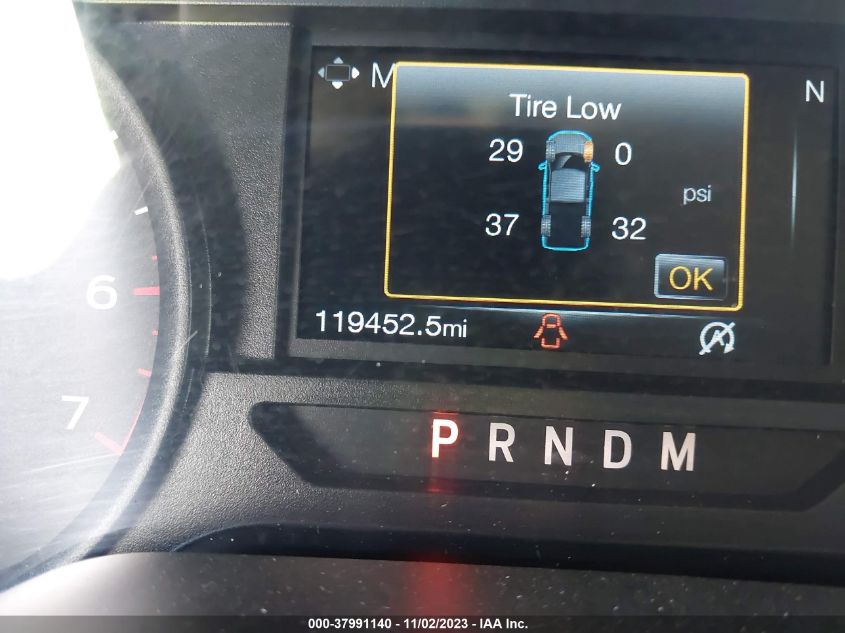 M
N
Tire Low
29 0
psi
37 32
OK
6
119452.5mi
7
P R N D M
000-37991140 - 11/02/2023 - IAA Inc.